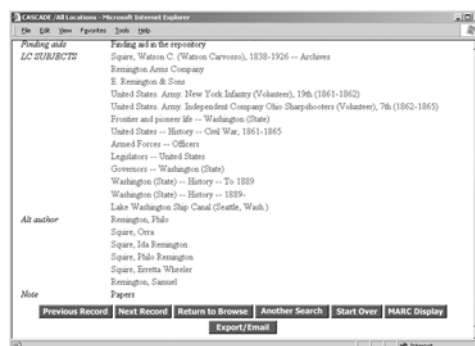 CASCADE /All Locations - Microsoft Internet Explorer
File Edit View Favorites Tools Help
Finding aids Finding aid in the repository
LC SUBJECTS Squire, Watson C. (Watson Carvosso), 1838-1926 -- Archives
Remington Arms Company
E. Remington & Sons
United States. Army. New York Infantry (Volunteer), 19th (1861-1862)
United States. Army. Independent Company Ohio Sharpshooters (Volunteer), 7th (1862-1865)
Frontier and pioneer life -- Washington (State)
United States -- History -- Civil War, 1861-1865
Armed Forces -- Officers
Legislators -- United States
Governors -- Washington (State)
Washington (State) -- History -- To 1889
Washington (State) -- History -- 1889-
Lake Washington Ship Canal (Seattle, Wash.)
Alt author Remington, Philo
Squire, Orra
Squire, Ida Remington
Squire, Philo Remington
Squire, Erretta Wheeler
Remington, Samuel
Note Papers
Previous Record Next Record Return to Browse Another Search Start Over MARC Display
Export/Email
Internet